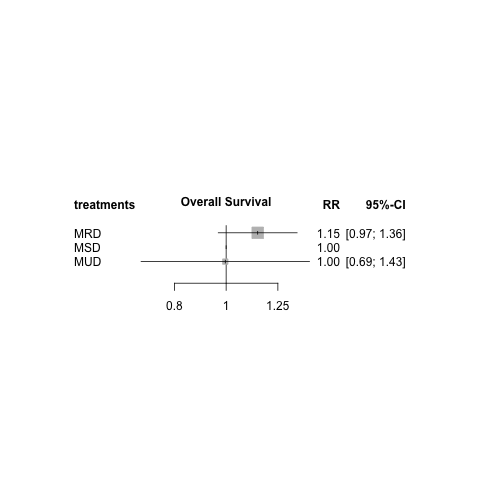 treatments Overall Survival RR 95%-CI
MRD 1.15 [0.97; 1.36]
MSD 1.00
MUD 1.00 [0.69; 1.43]
0.8 1 1.25